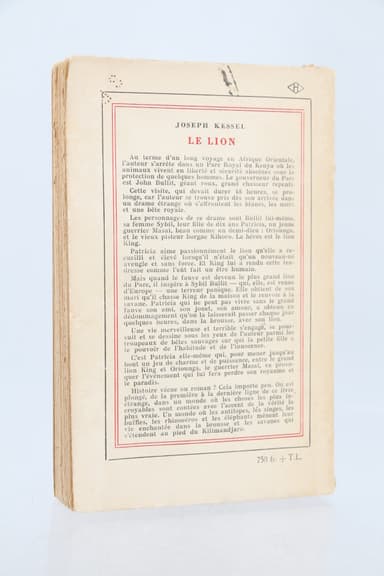 JOSEPH KESSEL
LE LION
Au terme d'un long voyage en Afrique Orientale,
l'auteur s'arrête dans un Parc Royal du Kenya où les
animaux vivent en liberté et sécurité absolues sous la
protection de quelques hommes. Le gouverneur du Parc
est John Bullit, géant roux, grand chasseur repenti.
Cette visite, qui devait durer 48 heures, se pro-
longe, car l'auteur se trouve pris dès son arrivée dans
un drame étrange où s'affrontent les Masai, les
et une bête royale.
Les personnages de ce drame sont Bullit lui-même,
sa femme Sybil, leur fille de dix ans Patricia, un jeune
guerrier Masai, beau comme un demi-dieu : Oriounga,
et le vieux pisteur borgne Kihoro. Le héros est le lion
King.
Patricia aime passionnément le lion qu'elle a re-
cueilli et élevé lorsqu'il n'était qu'un nouveau-né
aveugle et sans force. Et King lui a rendu cette ten-
dresse comme l'eût fait un être humain.
Mais quand le fauve est devenu le plus grand lion
du Parc, il inspire à Sybil Bullit — qui, elle, est venue
d'Europe — une terreur panique. Elle obtient de son
mari qu'il chasse King de la maison et le renvoie à la
savane. Patricia qui ne peut pas vivre sans le grand
fauve son ami, son jouet, son amour, a obtenu en
dédommagement qu'on la laisserait passer chaque jour
quelques heures, dans la brousse, avec son lion.
Une vie merveilleuse et terrible s'engage, se pour-
suit et se dessine sous les yeux de l'auteur parmi les
troupeaux de bêtes sauvages sur qui la petite fille a
le pouvoir de l'habitude et de l'innocence.
C'est Patricia elle-même qui, pour mener jusqu'au
bout un jeu de charme et de puissance, entre le grand
lion King et Oriounga, le guerrier Masai, va provo-
quer l'événement qui lui fera perdre son royaume et
le paradis.
Histoire vécue ou roman ? Cela importe peu. On est
plongé, de la première à la dernière ligne de ce livre
étrange, dans un monde où les choses les plus in-
croyables sont contées avec l'accent de la vérité la
plus vraie. Un monde où les antilopes, les singes, les
buffles, les rhinocéros et les éléphants mènent leur
vie enchantée dans la brousse et les savanes qui
s'étendent au pied du Kilimandjaro.
750 fr. + T.L.